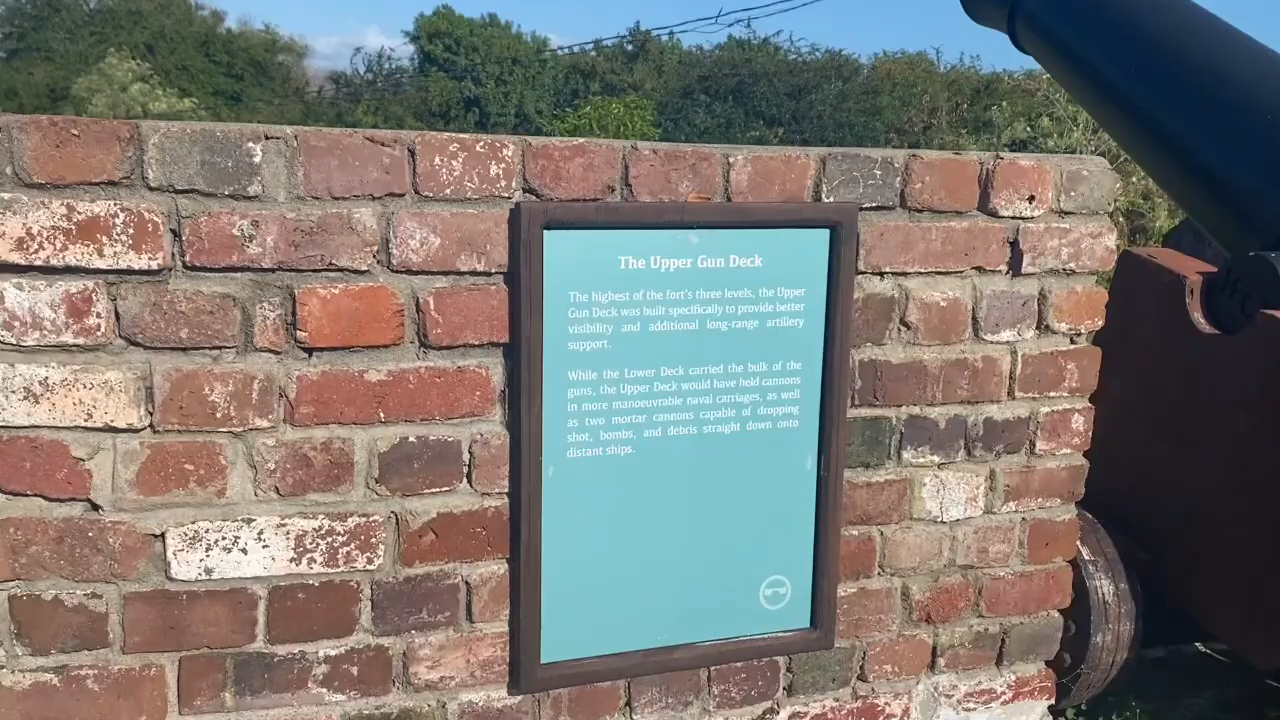 The Upper Gun Deck
The highest of the fort's three levels, the Upper
Gun Deck was built specifically to provide better
visibility and additional long-range artillery
support.
While the Lower Deck carried the bulk of the
guns, the Upper Deck would have held cannons
in more manoeuvrable naval carriages, as well
as two mortar cannons capable of dropping
shot, bombs, and debris straight down onto
distant ships.